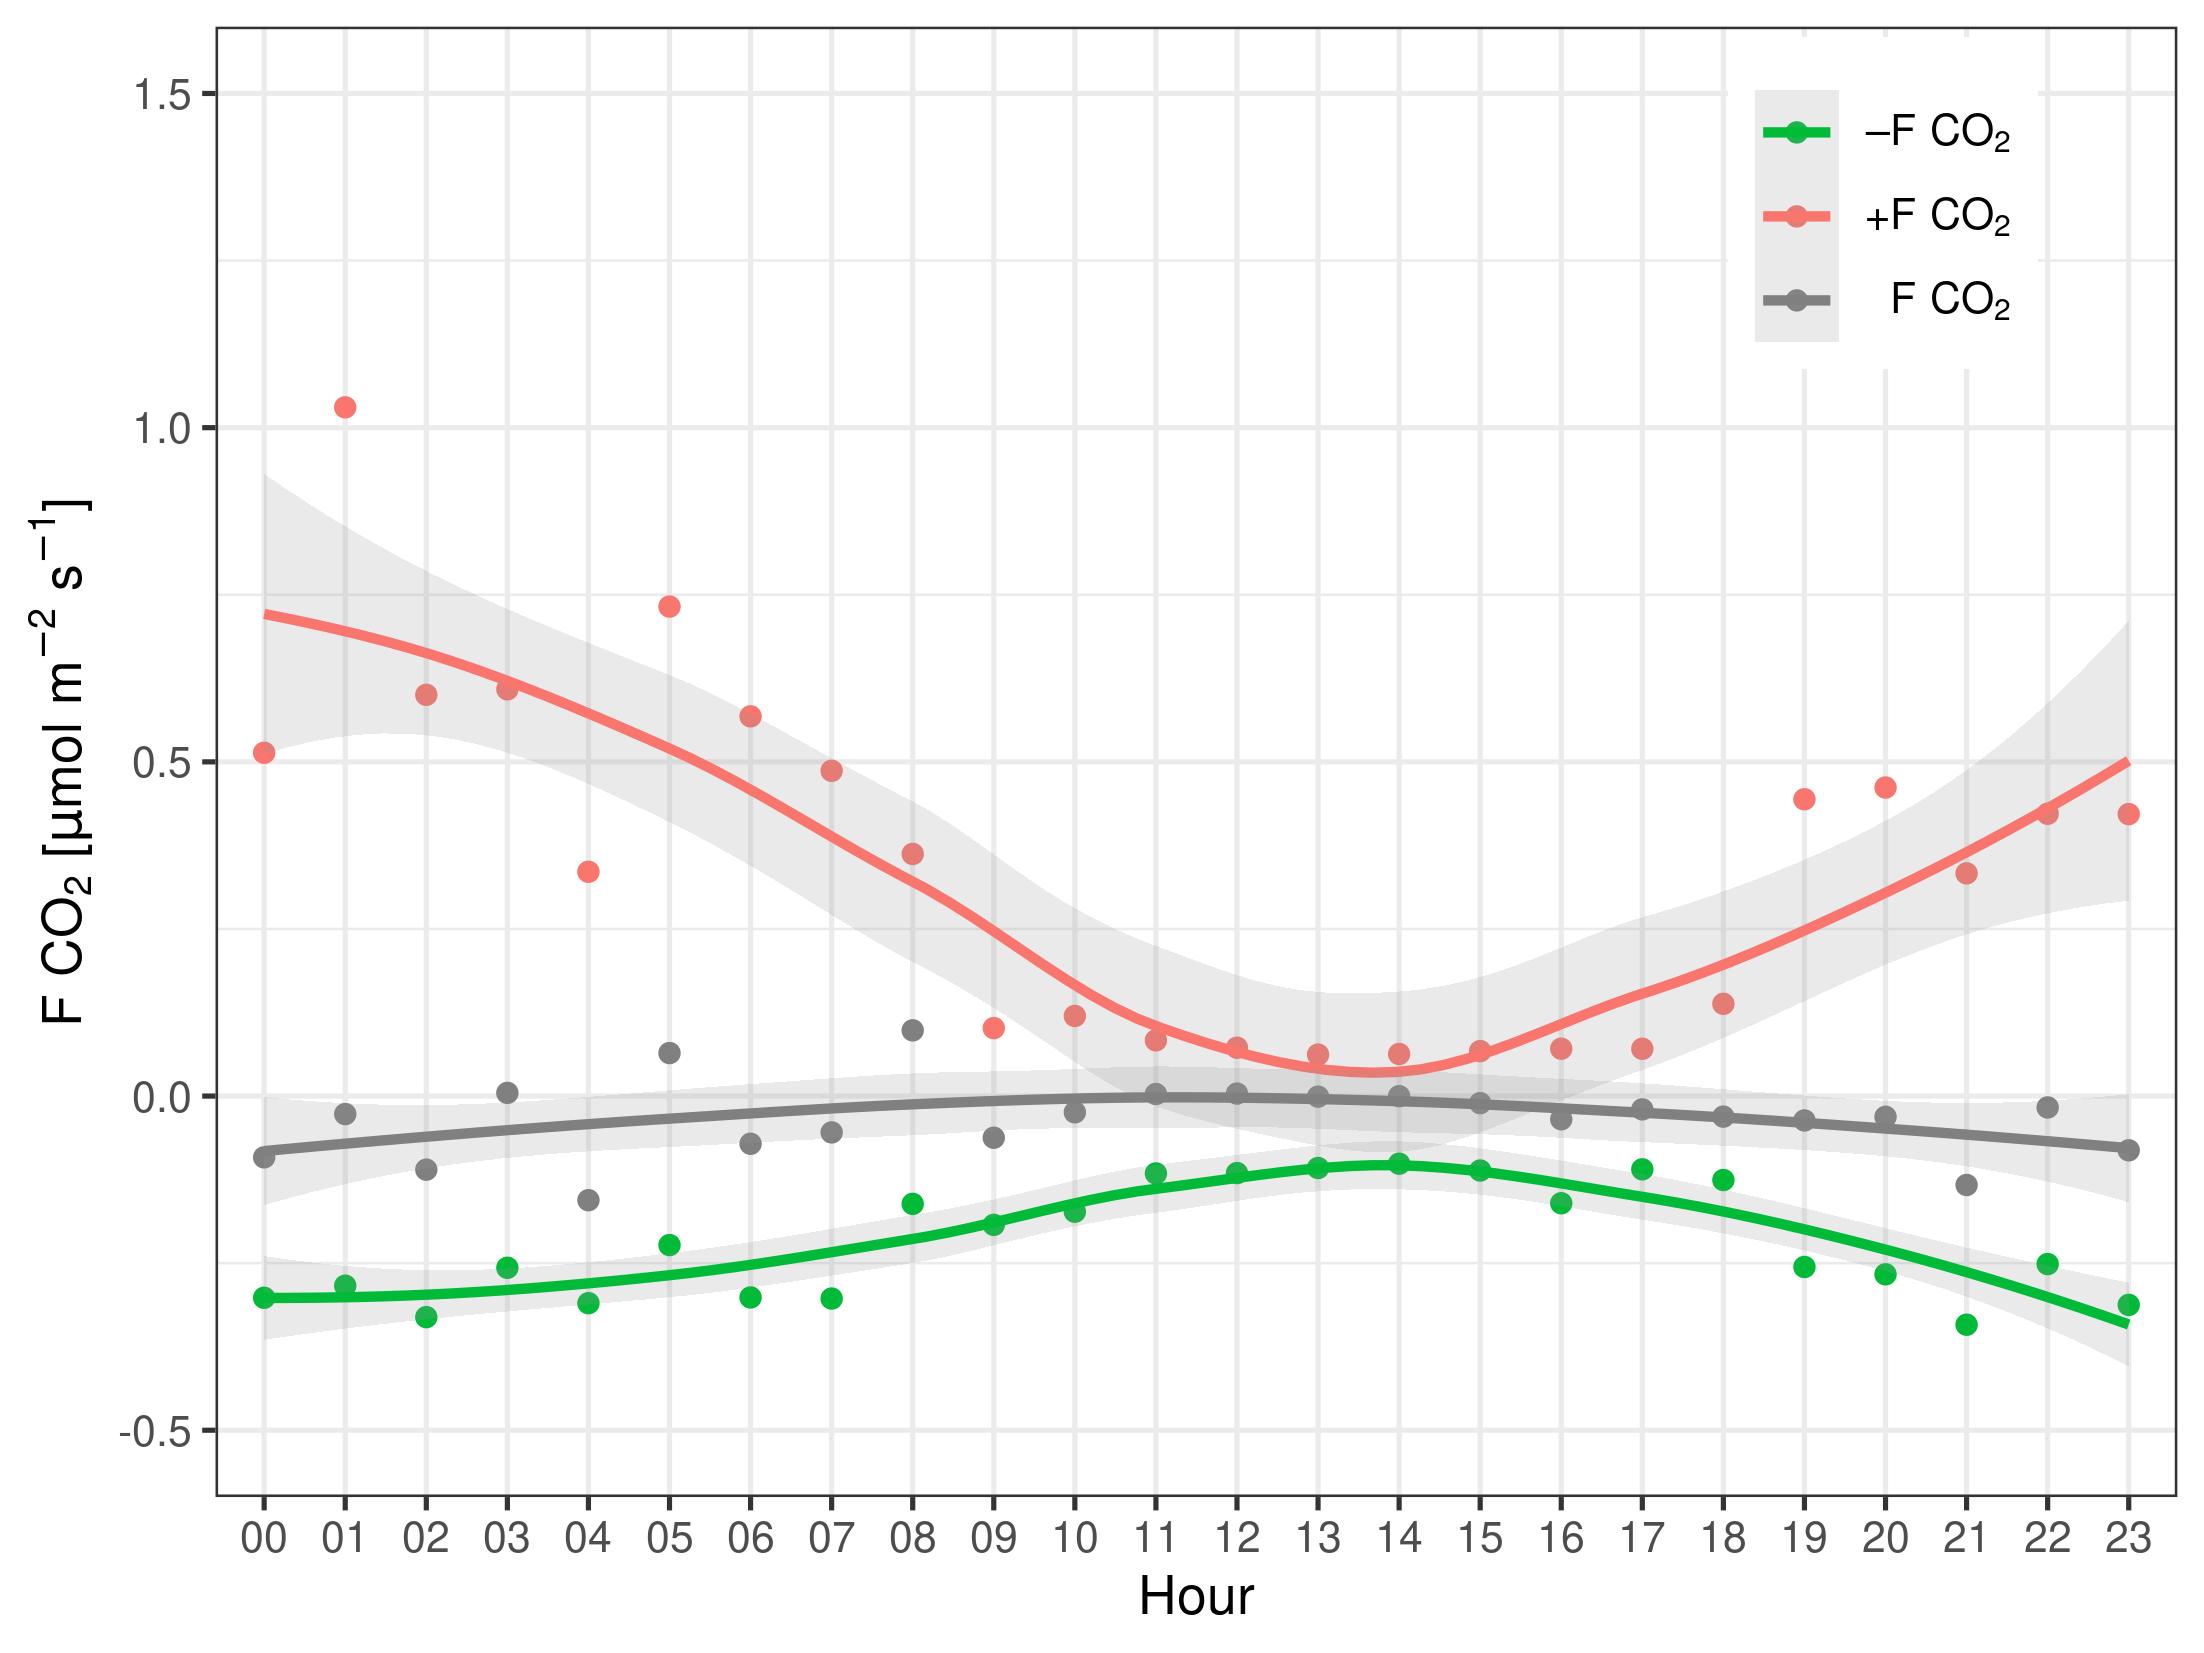 F CO₂ [µmol m⁻² s⁻¹]
1.5
1.0
0.5
0.0
-0.5
–F CO₂
+F CO₂
F CO₂
00 01 02 03 04 05 06 07 08 09 10 11 12 13 14 15 16 17 18 19 20 21 22 23
Hour